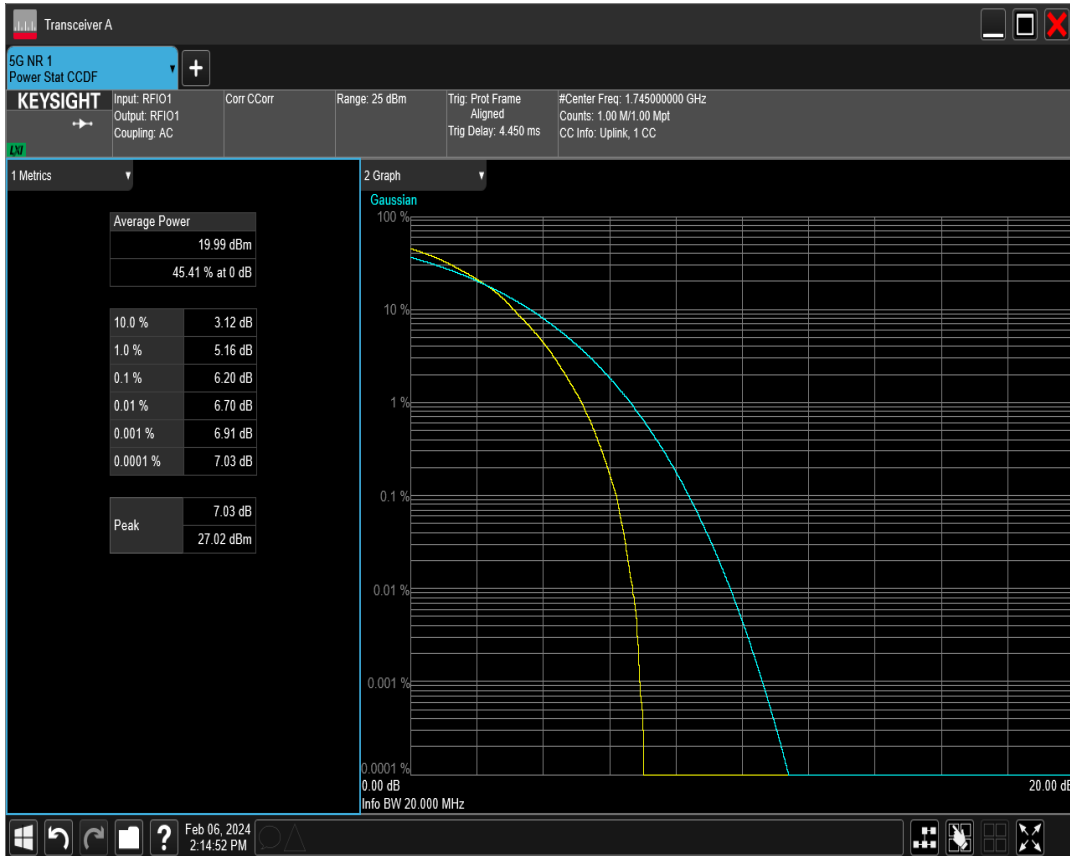 Transceiver A
5G NR 1
Power Stat CCDF
+
KEYSIGHT
LXI
Input: RFIO1
Output: RFIO1
Coupling: AC
Corr CCorr
Range: 25 dBm
Trig: Prot Frame
Aligned
Trig Delay: 4.450 ms
#Center Freq: 1.745000000 GHz
Counts: 1.00 M/1.00 Mpt
CC Info: Uplink, 1 CC
1 Metrics
Average Power
19.99 dBm
45.41 % at 0 dB
10.0 % 3.12 dB
1.0 % 5.16 dB
0.1 % 6.20 dB
0.01 % 6.70 dB
0.001 % 6.91 dB
0.0001 % 7.03 dB
Peak 7.03 dB
27.02 dBm
2 Graph
Gaussian
100 %
10 %
1 %
0.1 %
0.01 %
0.001 %
0.0001 %
0.00 dB 20.00 dB
Info BW 20.000 MHz
? Feb 06, 2024
2:14:52 PM